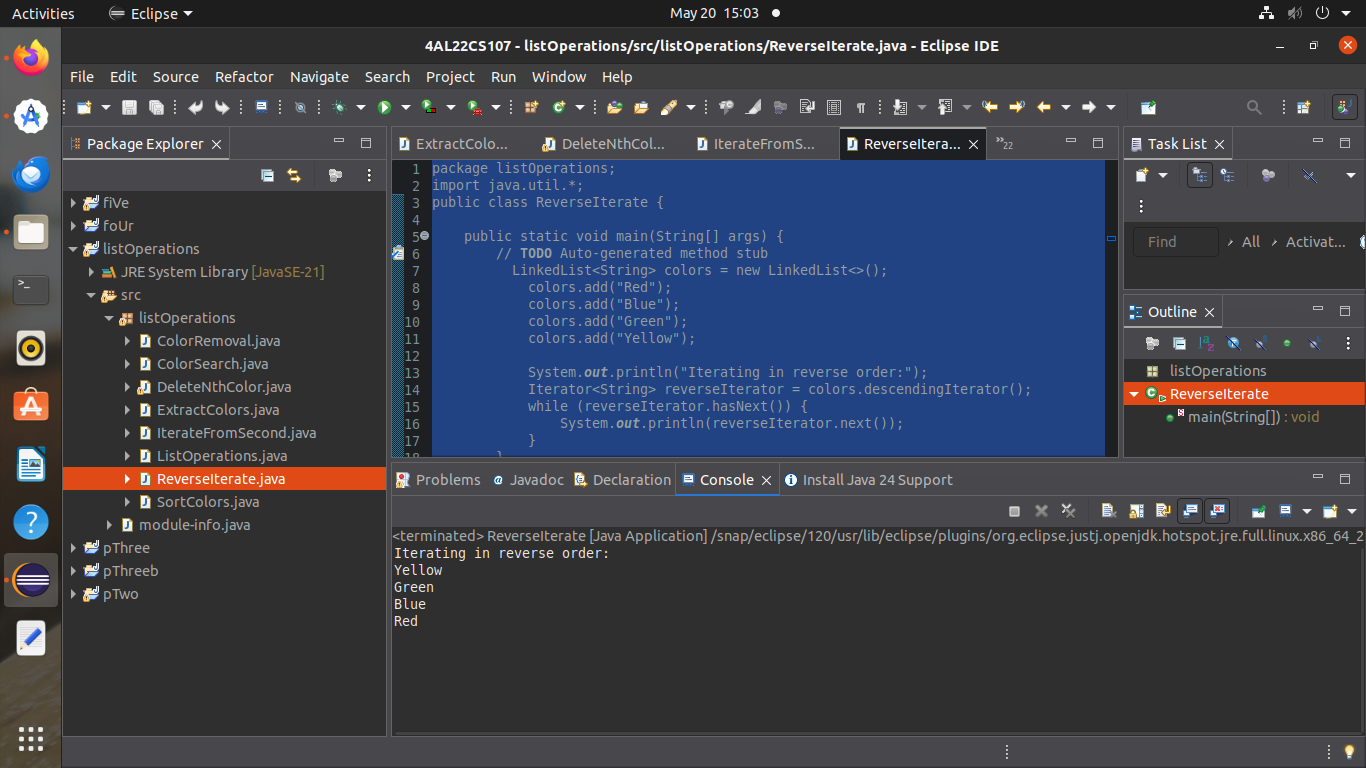 Activities
Eclipse
May 20 15:03
4AL22CS107 - listOperations/src/listOperations/ReverseIterate.java - Eclipse IDE
File Edit Source Refactor Navigate Search Project Run Window Help
Package Explorer
fiVe
foUr
listOperations
JRE System Library [JavaSE-21]
src
listOperations
ColorRemoval.java
ColorSearch.java
DeleteNthColor.java
ExtractColors.java
IterateFromSecond.java
ListOperations.java
ReverseIterate.java
SortColors.java
module-info.java
pThree
pThreeb
pTwo
ExtractColo... DeleteNthCol... IterateFromS... ReverseItera... »22
1 package listOperations;
2 import java.util.*;
3 public class ReverseIterate {
4
5 public static void main(String[] args) {
6 // TODO Auto-generated method stub
7 LinkedList<String> colors = new LinkedList<>();
8 colors.add("Red");
9 colors.add("Blue");
10 colors.add("Green");
11 colors.add("Yellow");
12
13 System.out.println("Iterating in reverse order:");
14 Iterator<String> reverseIterator = colors.descendingIterator();
15 while (reverseIterator.hasNext()) {
16 System.out.println(reverseIterator.next());
17 }
Task List
Find All Activat...
Outline
listOperations
ReverseIterate
main(String[]) : void
Problems Javadoc Declaration Console Install Java 24 Support
<terminated> ReverseIterate [Java Application] /snap/eclipse/120/usr/lib/eclipse/plugins/org.eclipse.justj.openjdk.hotspot.jre.full.linux.x86_64_2
Iterating in reverse order:
Yellow
Green
Blue
Red